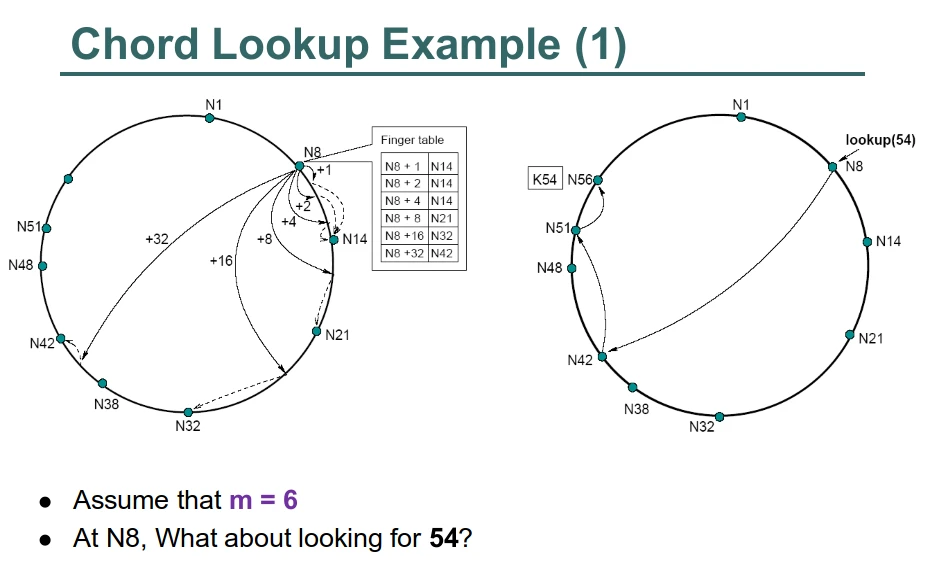 Chord Lookup Example (1)
N1
N8
+1
+2
+4
+8
+16
+32
N14
N21
N32
N38
N42
N48
N51
Finger table
N8 + 1 N14
N8 + 2 N14
N8 + 4 N14
N8 + 8 N21
N8 +16 N32
N8 +32 N42
N1
lookup(54)
N8
K54 N56
N51
N14
N48
N21
N42
N38
N32
● Assume that m = 6
● At N8, What about looking for 54?